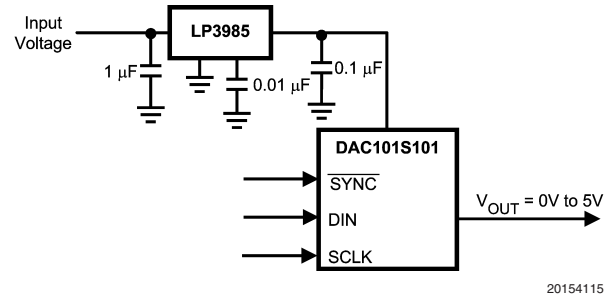 Input
Voltage
LP3985
1 μF
0.01 μF
0.1 μF
DAC101S101
SYNC
DIN
SCLK
VOUT = 0V to 5V
20154115